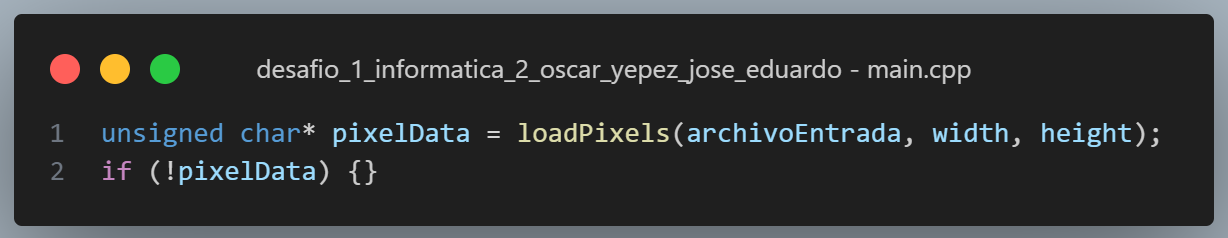 desafio_1_informatica_2_oscar_yepez_jose_eduardo - main.cpp
1 unsigned char* pixelData = loadPixels(archivoEntrada, width, height);
2 if (!pixelData) {}